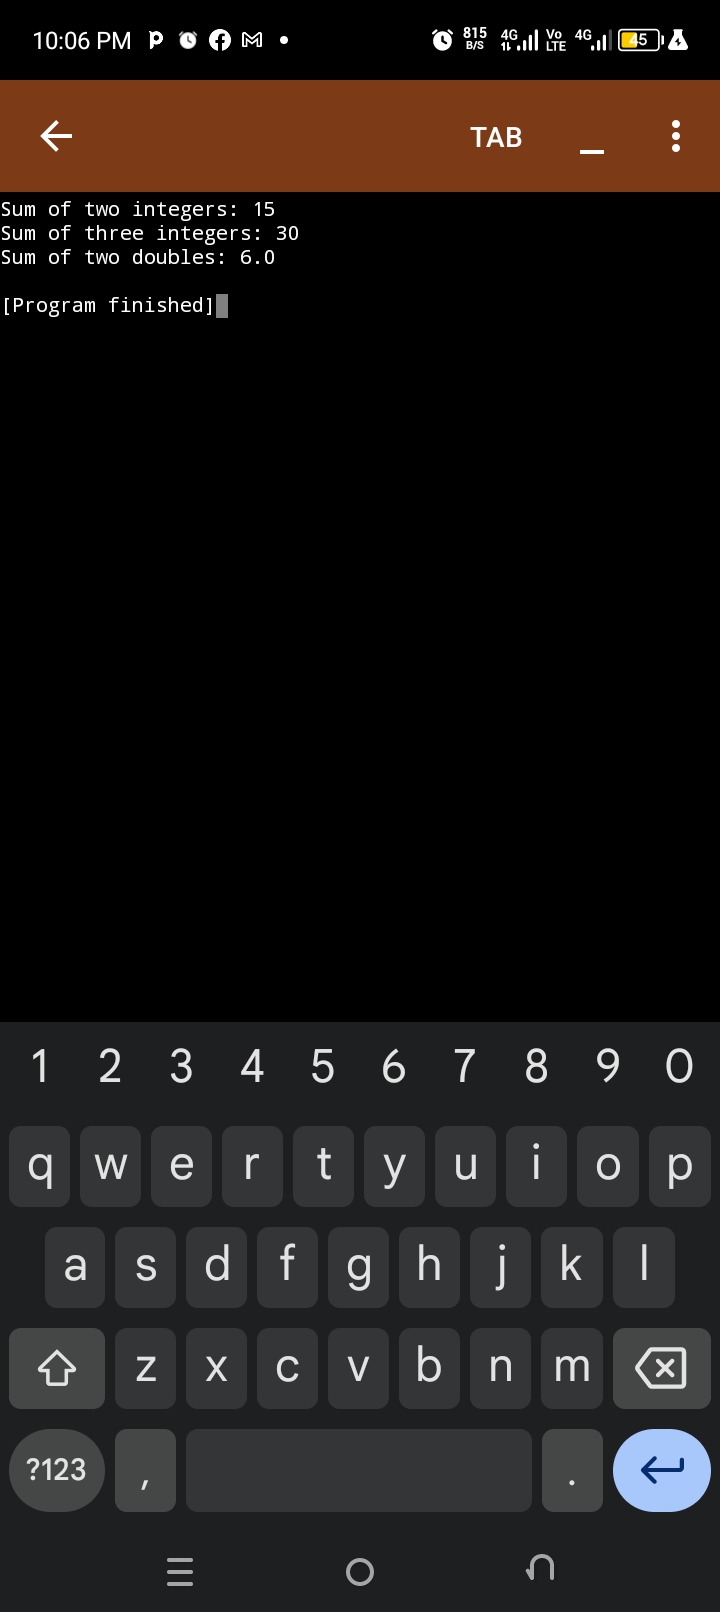 10:06 PM 815 B/S 4G Vo LTE 4G 45
TAB
Sum of two integers: 15
Sum of three integers: 30
Sum of two doubles: 6.0
[Program finished]
1 2 3 4 5 6 7 8 9 0
q w e r t y u i o p
a s d f g h j k l
z x c v b n m
?123 , .